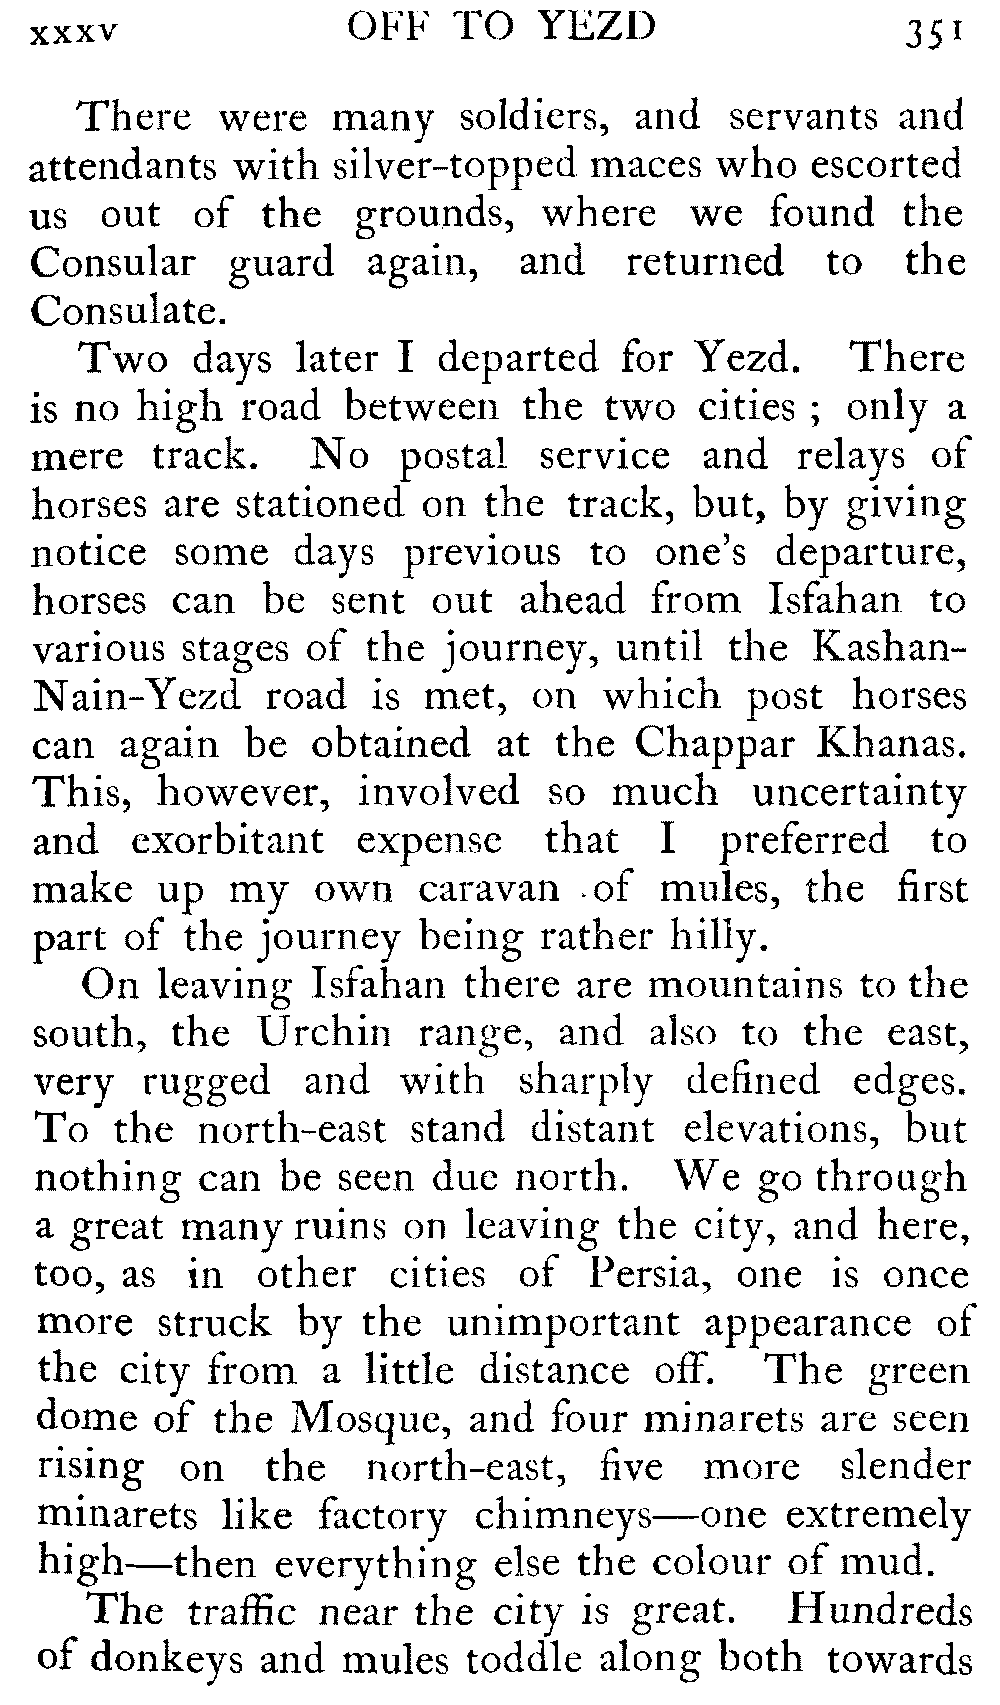 xxxv OFF TO YEZD 351
There were many soldiers, and servants and
attendants with silver-topped maces who escorted
us out of the grounds, where we found the
Consular guard again, and returned to the
Consulate.
Two days later I departed for Yezd. There
is no high road between the two cities ; only a
mere track. No postal service and relays of
horses are stationed on the track, but, by giving
notice some days previous to one's departure,
horses can be sent out ahead from Isfahan to
various stages of the journey, until the Kashan-
Nain-Yezd road is met, on which post horses
can again be obtained at the Chappar Khanas.
This, however, involved so much uncertainty
and exorbitant expense that I preferred to
make up my own caravan of mules, the first
part of the journey being rather hilly.
On leaving Isfahan there are mountains to the
south, the Urchin range, and also to the east,
very rugged and with sharply defined edges.
To the north-east stand distant elevations, but
nothing can be seen due north. We go through
a great many ruins on leaving the city, and here,
too, as in other cities of Persia, one is once
more struck by the unimportant appearance of
the city from a little distance off. The green
dome of the Mosque, and four minarets are seen
rising on the north-east, five more slender
minarets like factory chimneys—one extremely
high—then everything else the colour of mud.
The traffic near the city is great. Hundreds
of donkeys and mules toddle along both towards